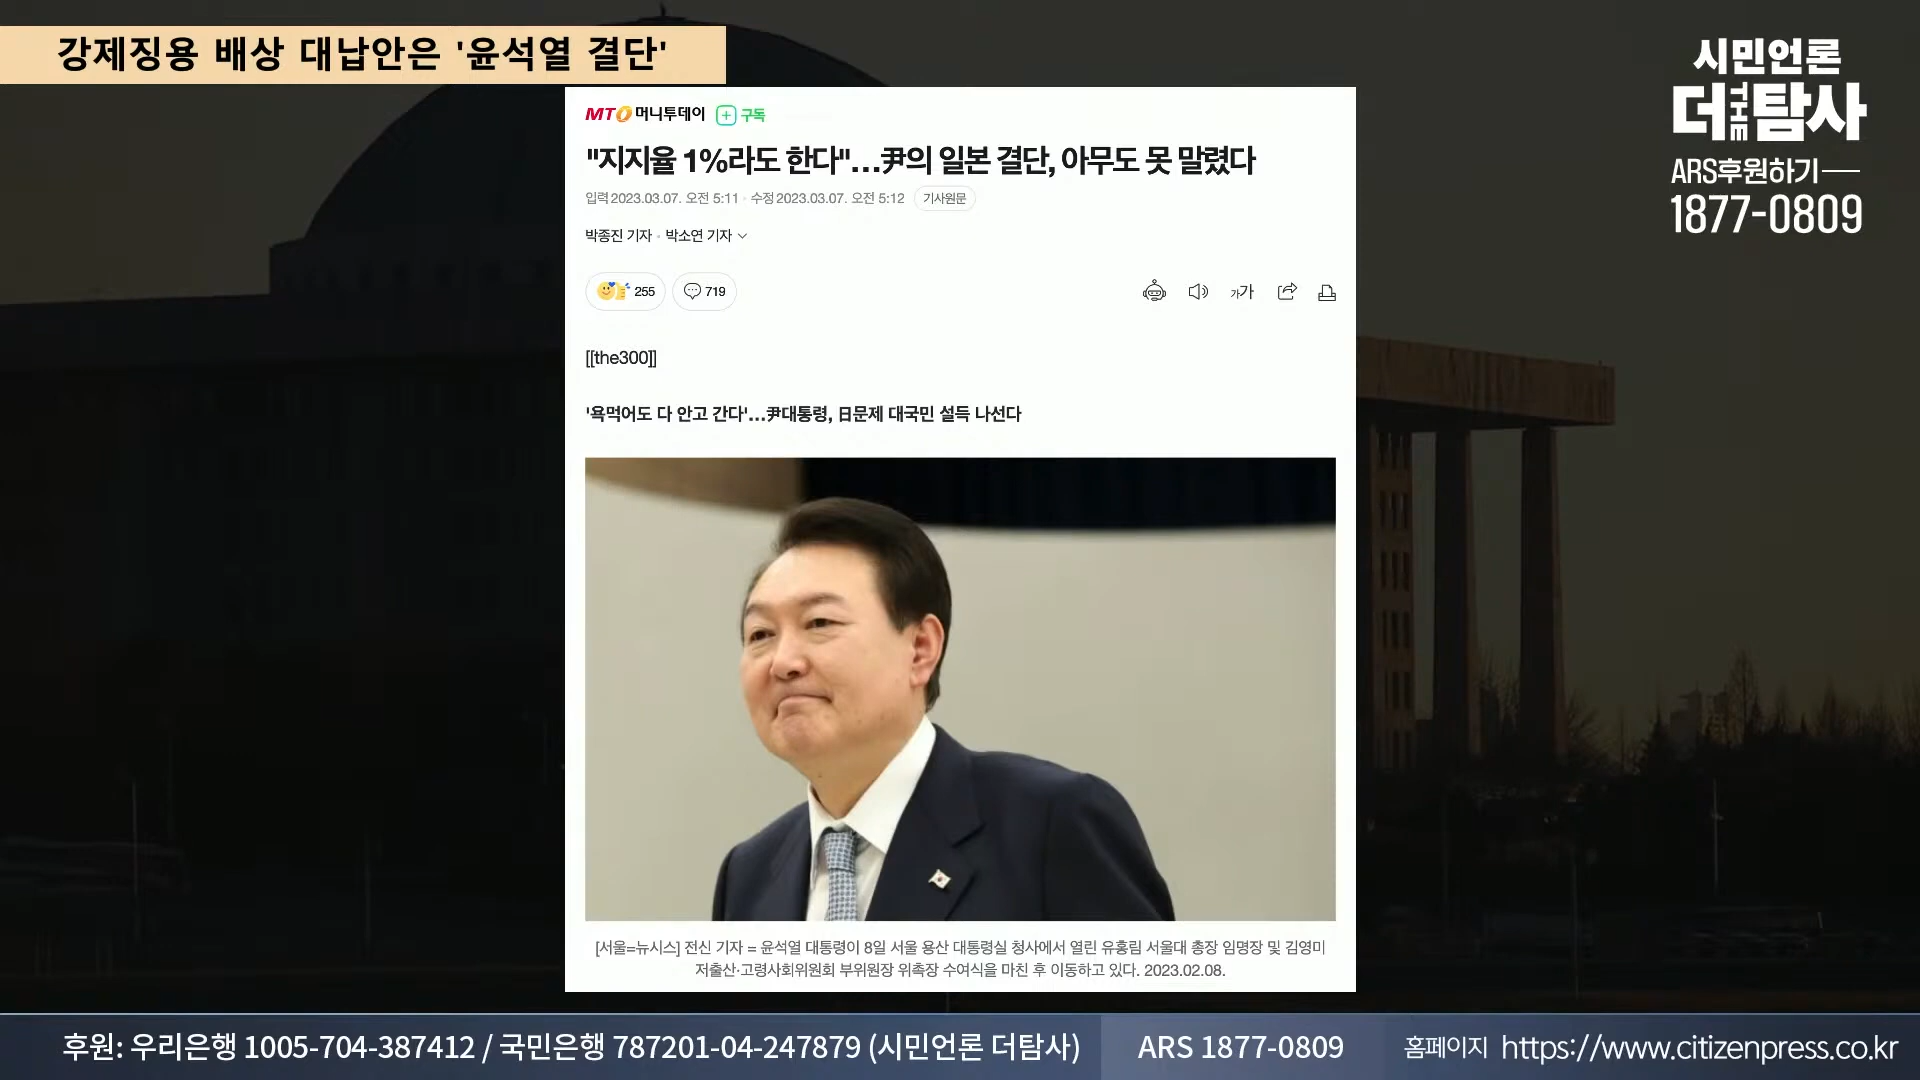 강제징용 배상 대납안은 '윤석열 결단'
시민언론
더탐사
THE
ARS후원하기
1877-0809
MT 머니투데이 구독
"지지율 1%라도 한다"…尹의 일본 결단, 아무도 못 말렸다
입력 2023.03.07. 오전 5:11 · 수정 2023.03.07. 오전 5:12 기사원문
박종진 기자 · 박소연 기자
255 719
가가
[[the300]]
'욕먹어도 다 안고 간다'…尹대통령, 日문제 대국민 설득 나선다
[서울=뉴시스] 전신 기자 = 윤석열 대통령이 8일 서울 용산 대통령실 청사에서 열린 유홍림 서울대 총장 임명장 및 김영미
저출산·고령사회위원회 부위원장 위촉장 수여식을 마친 후 이동하고 있다. 2023.02.08.
후원: 우리은행 1005-704-387412 / 국민은행 787201-04-247879 (시민언론 더탐사) ARS 1877-0809 홈페이지 https://www.citizenpress.co.kr